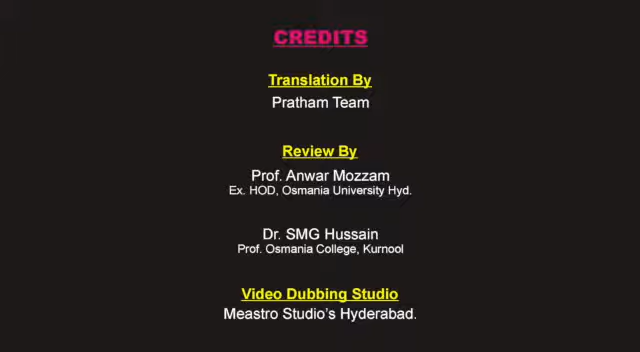 CREDITS
Translation By
Pratham Team
Review By
Prof. Anwar Mozzam
Ex. HOD, Osmania University Hyd.
Dr. SMG Hussain
Prof. Osmania College, Kurnool
Video Dubbing Studio
Meastro Studio's Hyderabad.